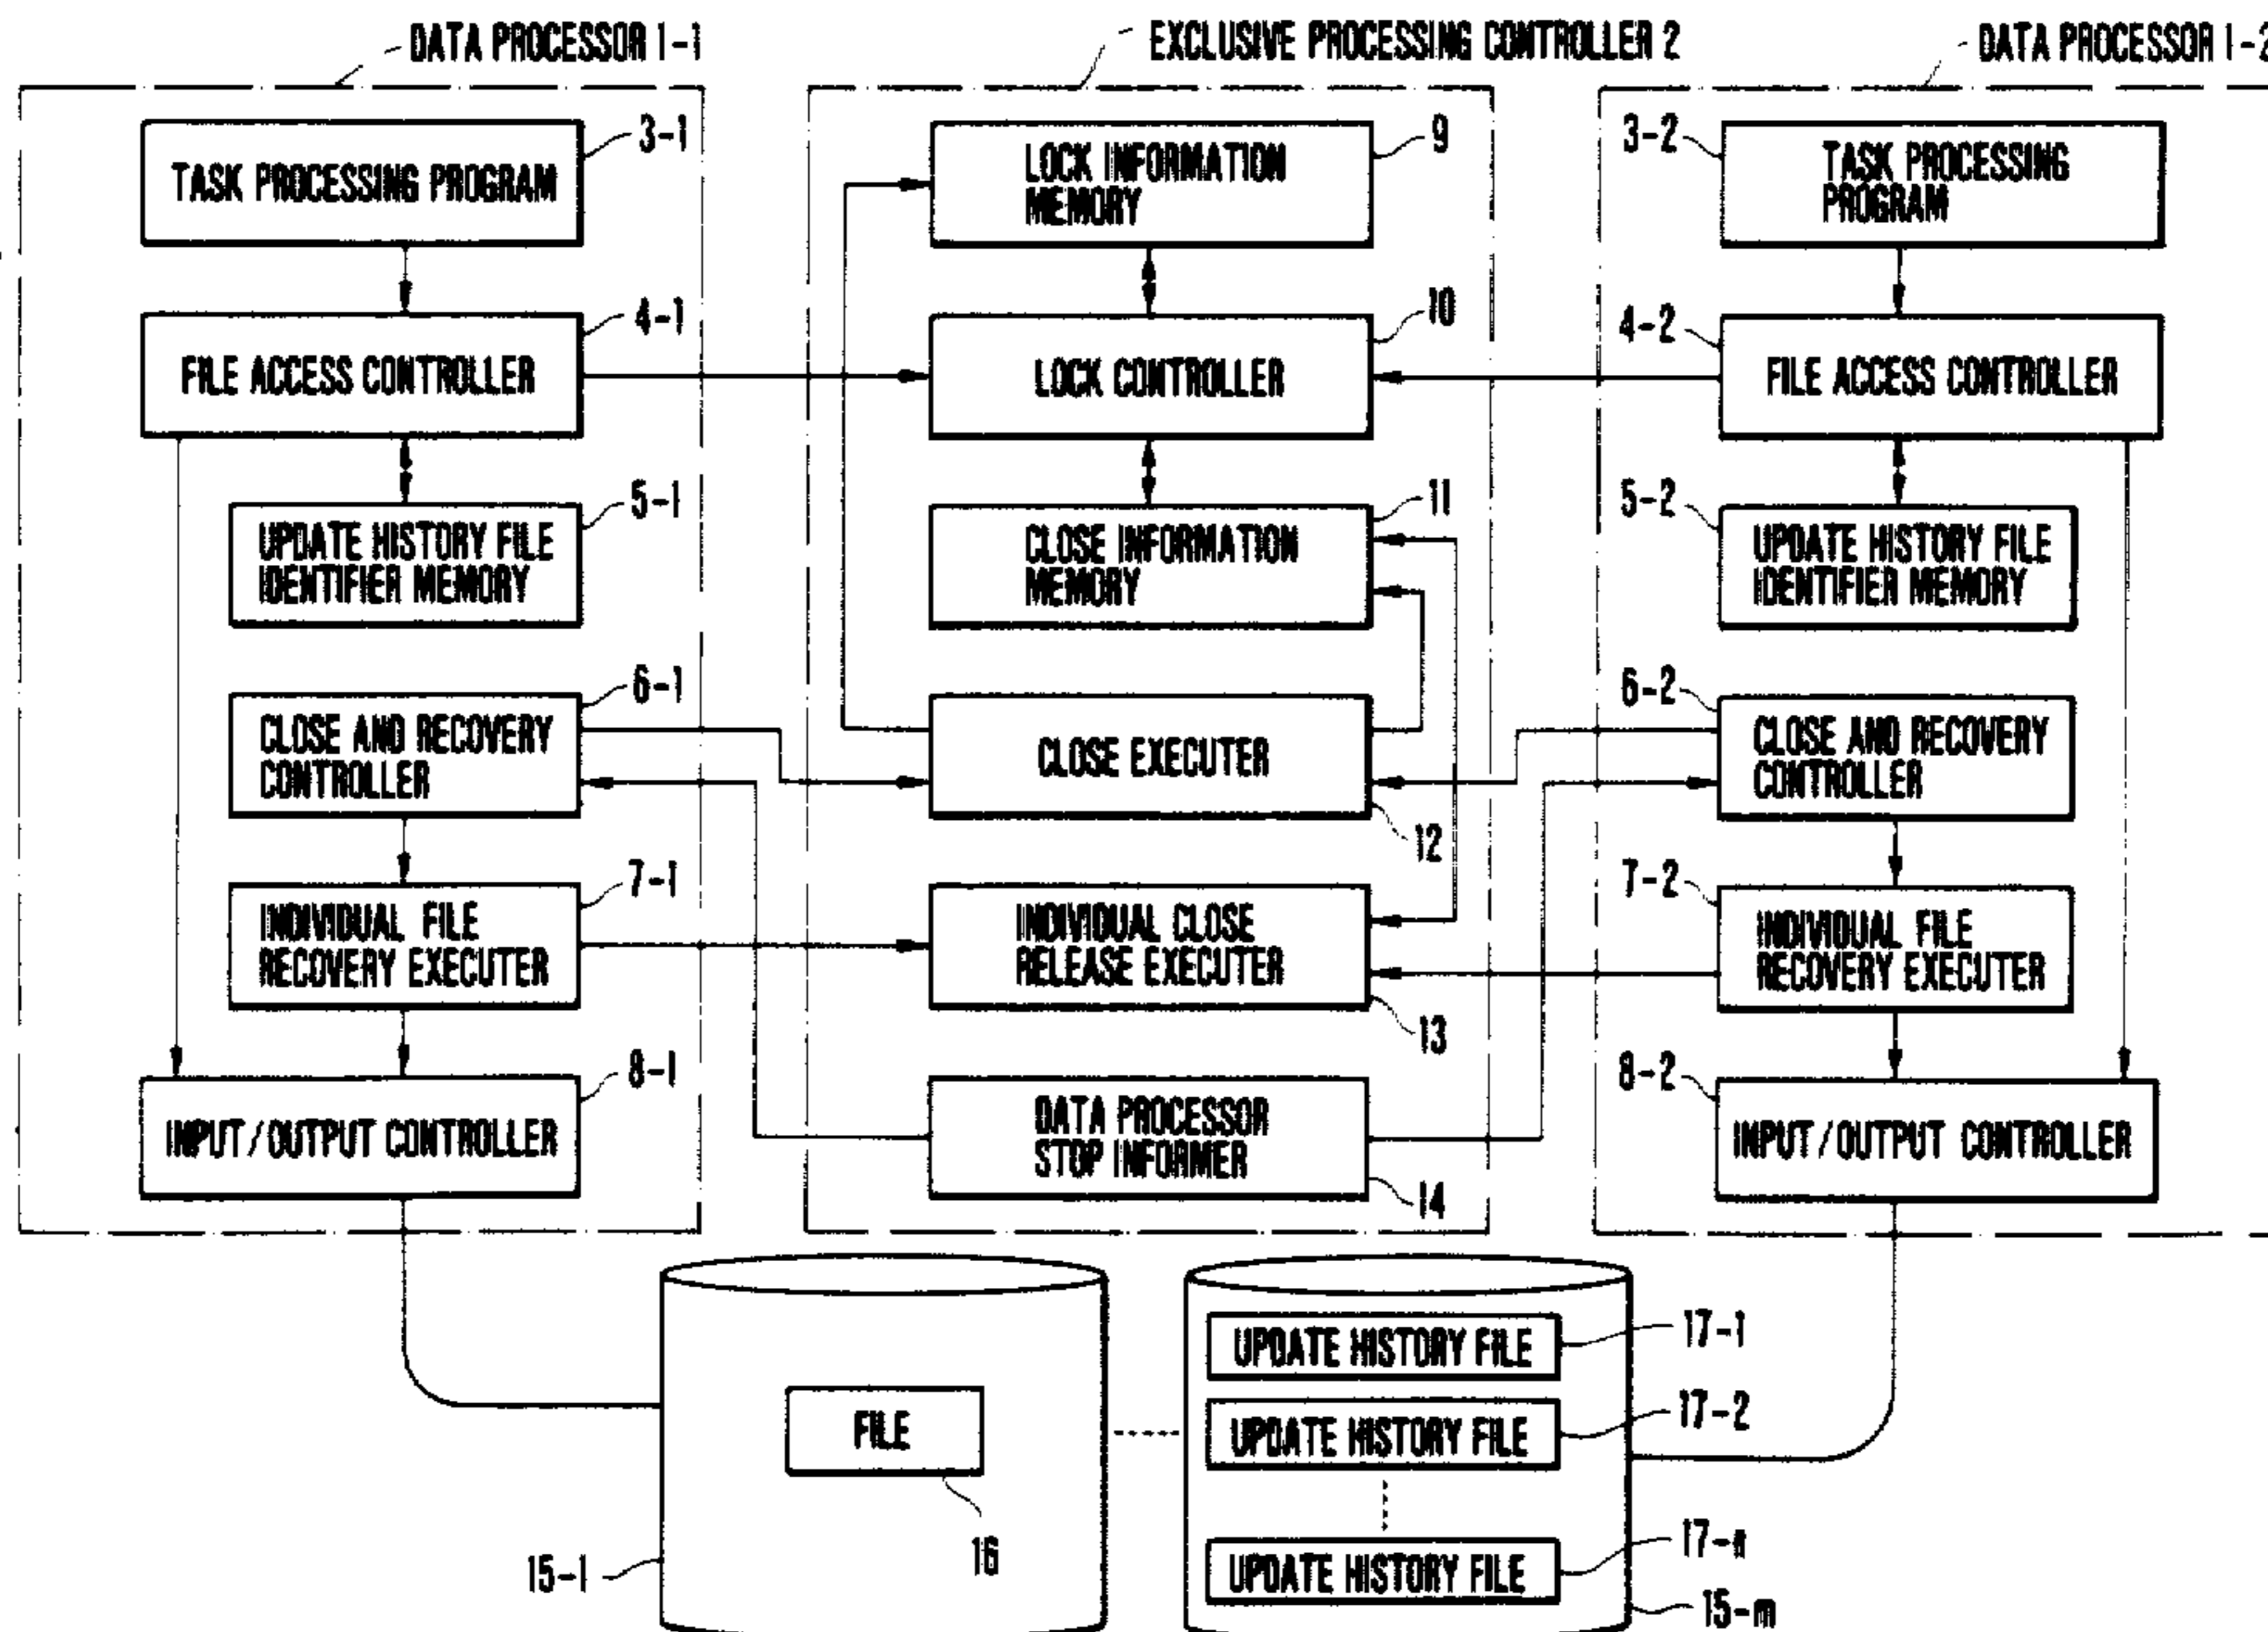 DATA PROCESSOR 1-1
EXCLUSIVE PROCESSING CONTROLLER 2
DATA PROCESSOR 1-2
TASK PROCESSING PROGRAM
3-1
FILE ACCESS CONTROLLER
4-1
UPDATE HISTORY FILE
IDENTIFIER MEMORY
5-1
CLOSE AND RECOVERY
CONTROLLER
6-1
INDIVIDUAL FILE
RECOVERY EXECUTER
7-1
INPUT/OUTPUT CONTROLLER
8-1
LOCK INFORMATION
MEMORY
9
LOCK CONTROLLER
10
CLOSE INFORMATION
MEMORY
11
CLOSE EXECUTER
12
INDIVIDUAL CLOSE
RELEASE EXECUTER
13
DATA PROCESSOR
STOP INFORMER
14
3-2
TASK PROCESSING
PROGRAM
4-2
FILE ACCESS CONTROLLER
5-2
UPDATE HISTORY FILE
IDENTIFIER MEMORY
6-2
CLOSE AND RECOVERY
CONTROLLER
7-2
INDIVIDUAL FILE
RECOVERY EXECUTER
8-2
INPUT/OUTPUT CONTROLLER
FILE
16
15-1
UPDATE HISTORY FILE
17-1
UPDATE HISTORY FILE
17-2
UPDATE HISTORY FILE
17-n
15-m